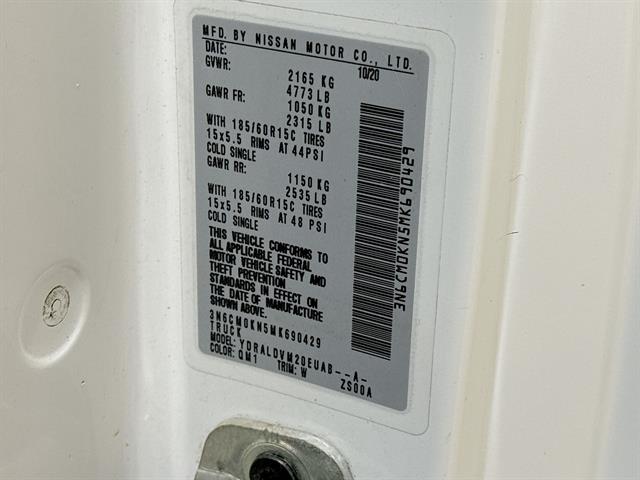 MFD. BY NISSAN MOTOR CO., LTD.
DATE: 10/20
GVWR: 2165 KG
4773 LB
GAWR FR: 1050 KG
2315 LB
WITH 185/60R15C TIRES
15x5.5 RIMS AT 44PSI
COLD SINGLE
GAWR RR: 1150 KG
2535 LB
WITH 185/60R15C TIRES
15x5.5 RIMS AT 48 PSI
COLD SINGLE
THIS VEHICLE CONFORMS TO
ALL APPLICABLE FEDERAL
MOTOR VEHICLE SAFETY AND
THEFT PREVENTION
STANDARDS IN EFFECT ON
THE DATE OF MANUFACTURE
SHOWN ABOVE.
3N6CM0KN5MK690429
TRUCK
MODEL: YDRALDVM20EUAB--A-
COLOR: QM1 TRIM: W ZS00A
3N6CM0KN5MK690429